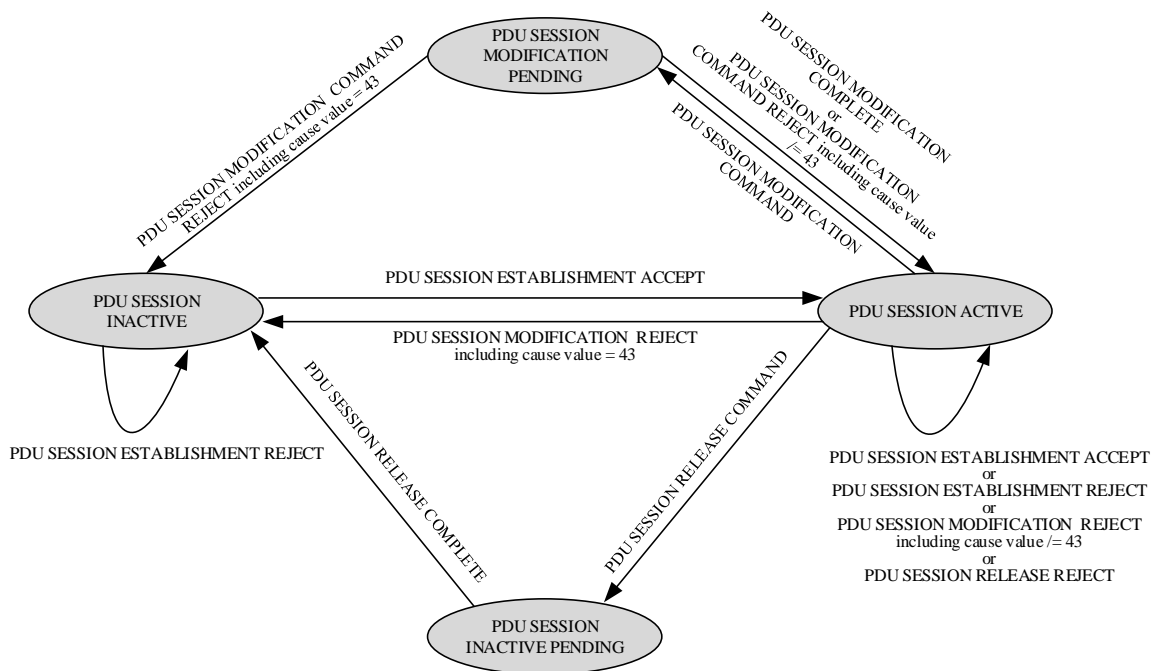 PDU SESSION
MODIFICATION
PENDING
PDU SESSION MODIFICATION COMMAND
REJECT including cause value = 43
PDU SESSION MODIFICATION
COMPLETE
or
PDU SESSION MODIFICATION
COMMAND REJECT including cause value
/= 43
PDU SESSION MODIFICATION
COMMAND
PDU SESSION
INACTIVE
PDU SESSION ESTABLISHMENT ACCEPT
PDU SESSION MODIFICATION REJECT
including cause value = 43
PDU SESSION ACTIVE
PDU SESSION ESTABLISHMENT REJECT
PDU SESSION RELEASE COMPLETE
PDU SESSION RELEASE COMMAND
PDU SESSION ESTABLISHMENT ACCEPT
or
PDU SESSION ESTABLISHMENT REJECT
or
PDU SESSION MODIFICATION REJECT
including cause value /= 43
or
PDU SESSION RELEASE REJECT
PDU SESSION
INACTIVE PENDING